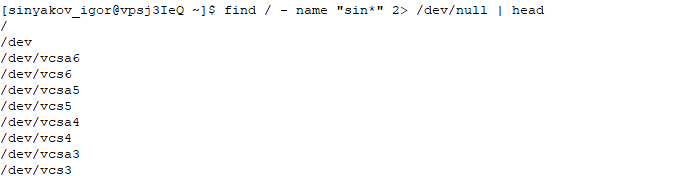 [sinyakov_igor@vpsj3IeQ ~]$ find / - name "sin*" 2> /dev/null | head
/
/dev
/dev/vcsa6
/dev/vcs6
/dev/vcsa5
/dev/vcs5
/dev/vcsa4
/dev/vcs4
/dev/vcsa3
/dev/vcs3